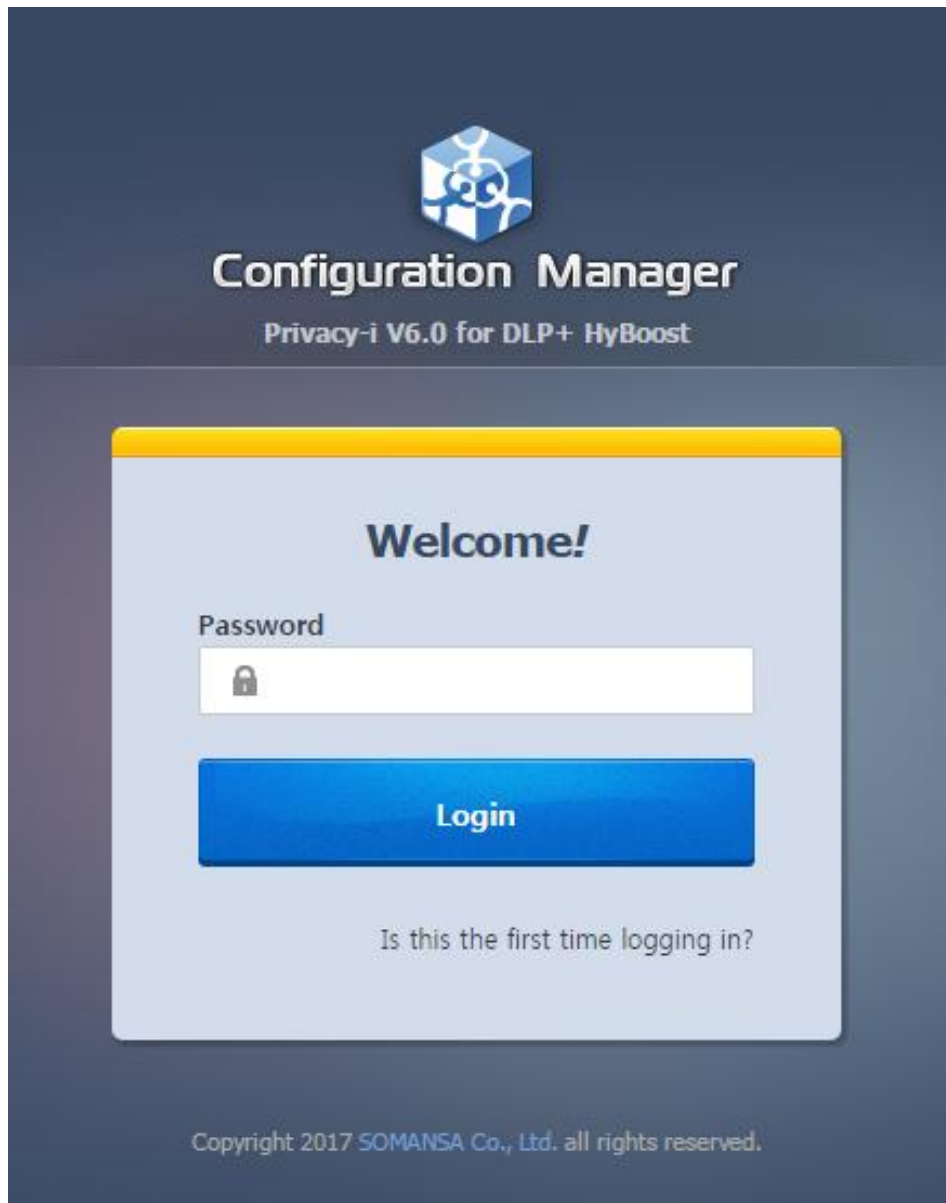 Configuration Manager
Privacy-i V6.0 for DLP+ HyBoost
Welcome!
Password
Login
Is this the first time logging in?
Copyright 2017 SOMANSA Co., Ltd. all rights reserved.